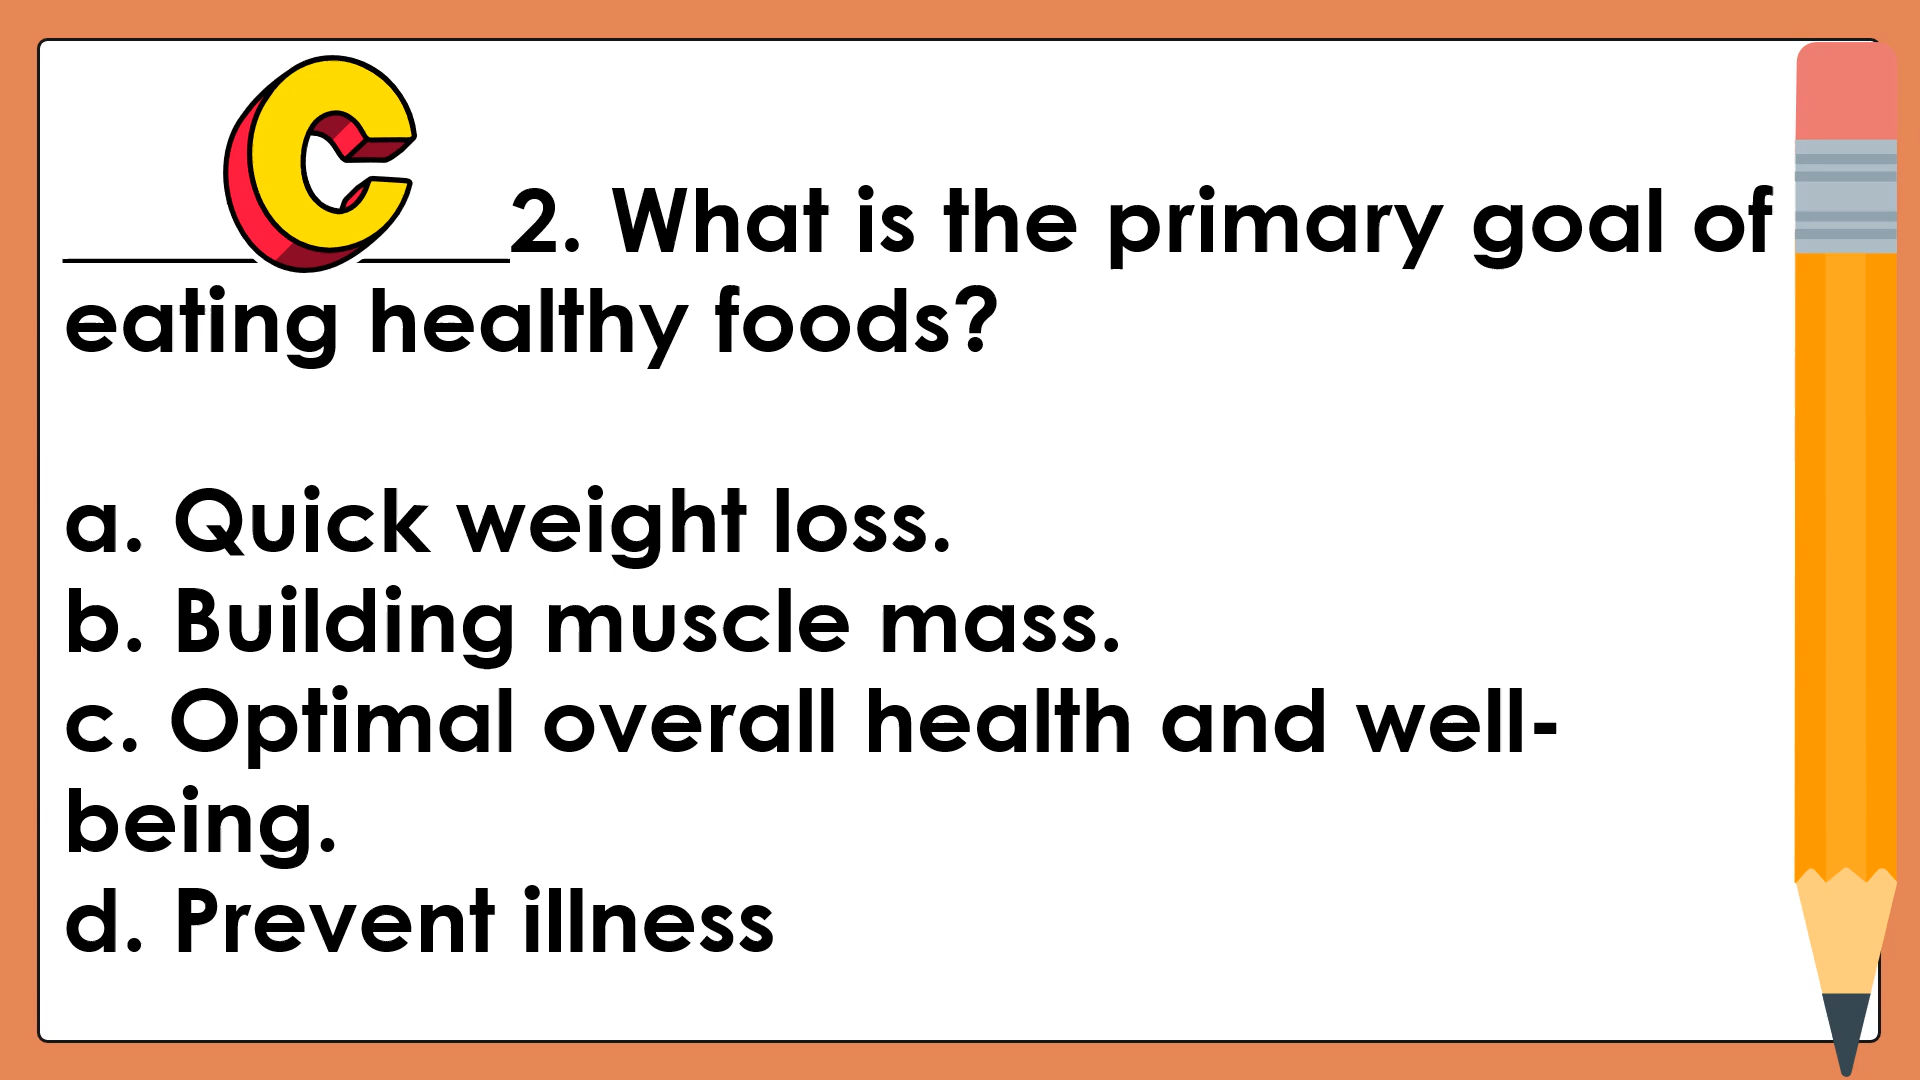 C
____________2. What is the primary goal of
eating healthy foods?
a. Quick weight loss.
b. Building muscle mass.
c. Optimal overall health and well-
being.
d. Prevent illness